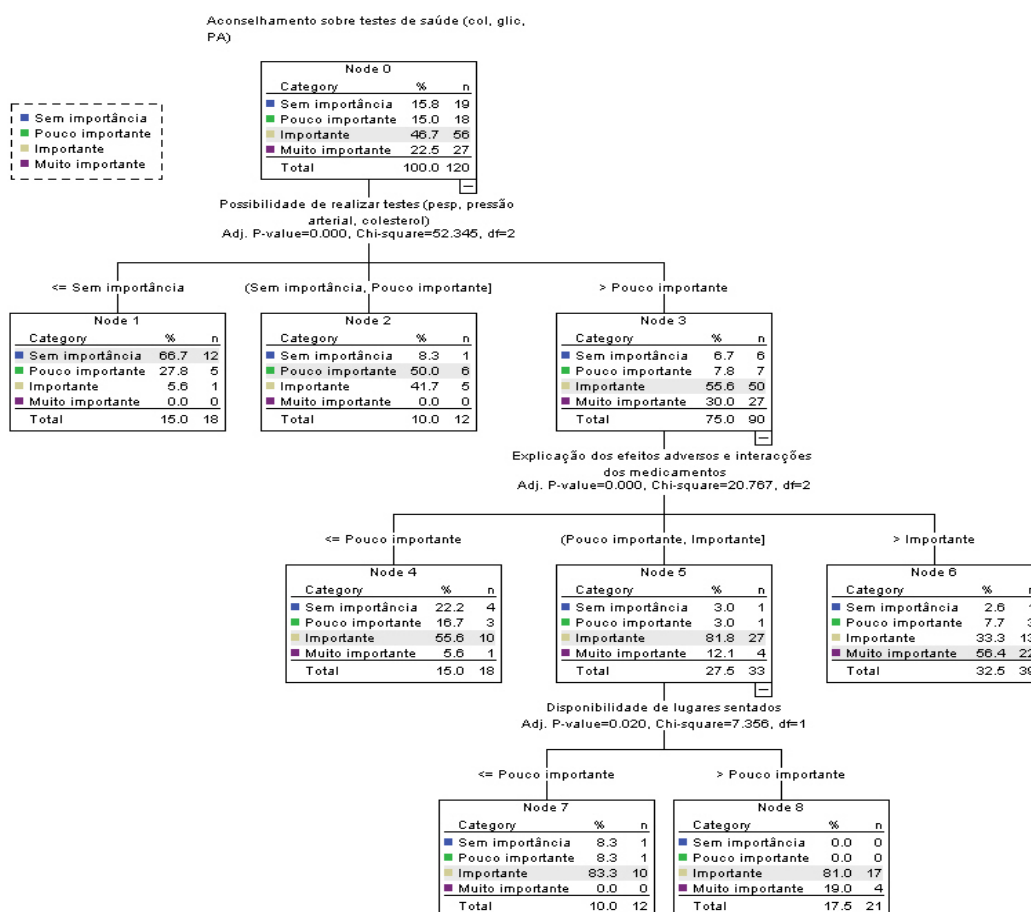 Aconselhamento sobre testes de saúde (col, glic,
PA)
Sem importância
Pouco importante
Importante
Muito importante
Node 0
Category % n
Sem importância 15.8 19
Pouco importante 15.0 18
Importante 46.7 56
Muito importante 22.5 27
Total 100.0 120
Possibilidade de realizar testes (pesp, pressão
arterial, colesterol)
Adj. P-value=0.000, Chi-square=52.345, df=2
<= Sem importância
(Sem importância, Pouco importante]
> Pouco importante
Node 1
Category % n
Sem importância 66.7 12
Pouco importante 27.8 5
Importante 5.6 1
Muito importante 0.0 0
Total 15.0 18
Node 2
Category % n
Sem importância 8.3 1
Pouco importante 50.0 6
Importante 41.7 5
Muito importante 0.0 0
Total 10.0 12
Node 3
Category % n
Sem importância 6.7 6
Pouco importante 7.8 7
Importante 55.6 50
Muito importante 30.0 27
Total 75.0 90
Explicação dos efeitos adversos e interacções
dos medicamentos
Adj. P-value=0.000, Chi-square=20.767, df=2
<= Pouco importante
(Pouco importante, Importante]
> Importante
Node 4
Category % n
Sem importância 22.2 4
Pouco importante 16.7 3
Importante 55.6 10
Muito importante 5.6 1
Total 15.0 18
Node 5
Category % n
Sem importância 3.0 1
Pouco importante 3.0 1
Importante 81.8 27
Muito importante 12.1 4
Total 27.5 33
Node 6
Category %
Sem importância 2.6
Pouco importante 7.7
Importante 33.3
Muito importante 56.4
Total 32.5
Disponibilidade de lugares sentados
Adj. P-value=0.020, Chi-square=7.356, df=1
<= Pouco importante
> Pouco importante
Node 7
Category % n
Sem importância 8.3 1
Pouco importante 8.3 1
Importante 83.3 10
Muito importante 0.0 0
Total 10.0 12
Node 8
Category % n
Sem importância 0.0 0
Pouco importante 0.0 0
Importante 81.0 17
Muito importante 19.0 4
Total 17.5 21